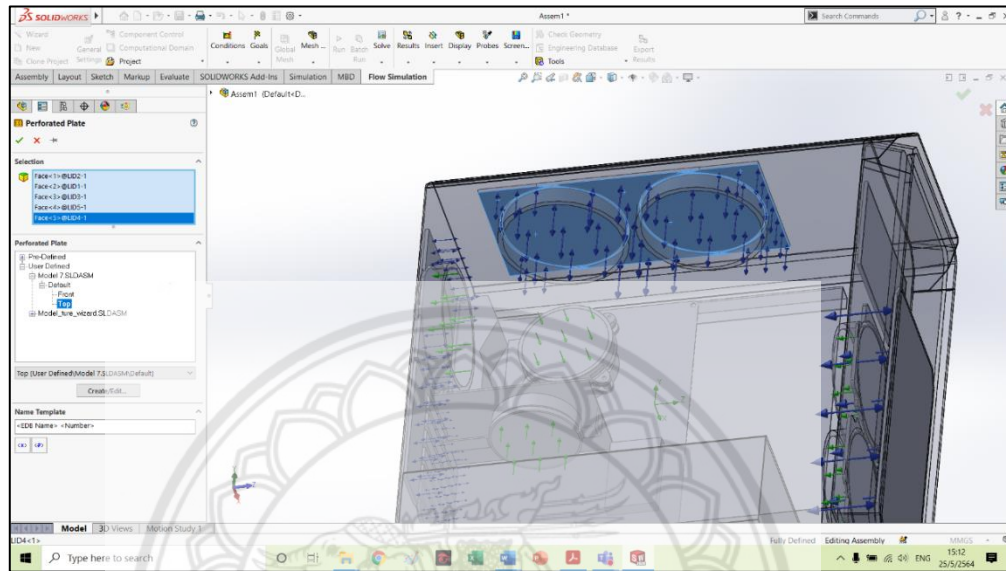 SOLIDWORKS
Assem1 *
Search Commands
Wizard
New
Clone Project
General Settings
Component Control
Computational Domain
Project
Conditions
Goals
Global Mesh
Mesh ...
Run
Batch Run
Solve
Results
Insert
Display
Probes
Screen...
Check Geometry
Engineering Database
Tools
Expert Results
Assembly
Layout
Sketch
Markup
Evaluate
SOLIDWORKS Add-Ins
Simulation
MBD
Flow Simulation
Assem1 (Default<D...
Perforated Plate
Selection
Face<1>@LID2-1
Face<2>@LID1-1
Face<3>@LID3-1
Face<4>@LID5-1
Face<5>@LID4-1
Perforated Plate
Pre-Defined
User Defined
Model 7.SLDASM
Default
Front
Top
Model_ture_wizard.SLDASM
Top (User Defined\Model 7.SLDASM\Default)
Create/Edit...
Name Template
<EDB Name> <Number>
Model
3D Views
Motion Study 1
LID4<1>
Fully Defined
Editing Assembly
MMGS
Type here to search
ENG
15:12
25/5/2564